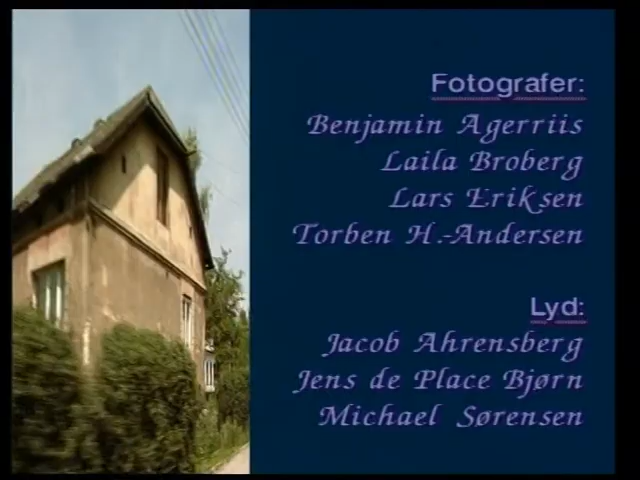 Fotografer:
Benjamin Agerriis
Laila Broberg
Lars Eriksen
Torben H.-Andersen
Lyd:
Jacob Ahrensberg
Jens de Place Bjørn
Michael Sørensen